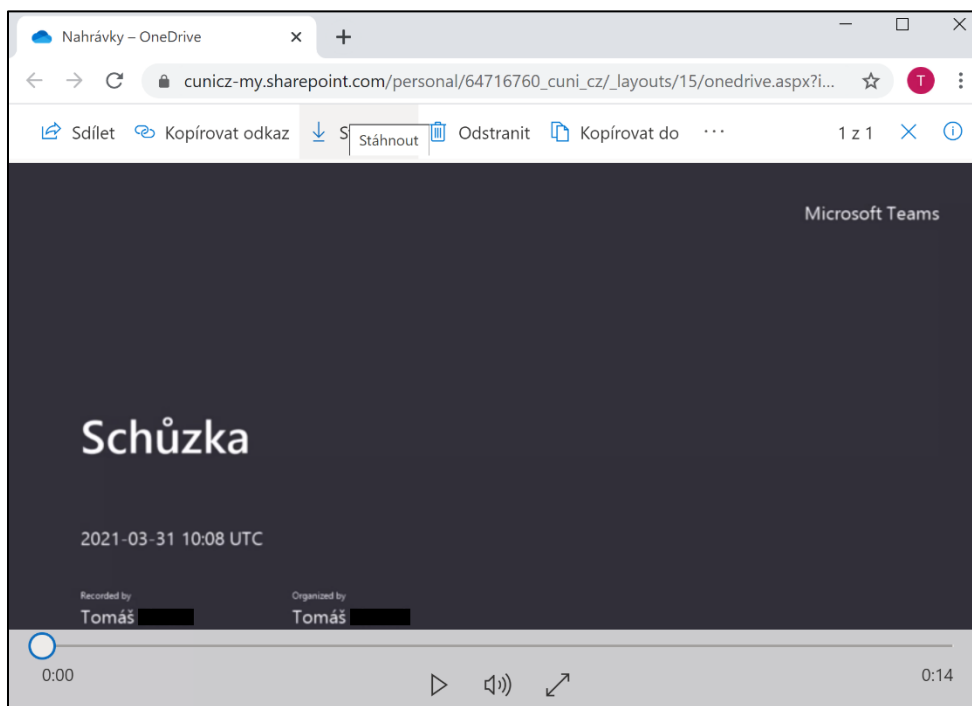 Nahrávky – OneDrive
cunicz-my.sharepoint.com/personal/64716760_cuni_cz/_layouts/15/onedrive.aspx?i...
T
Sdílet Kopírovat odkaz S Stáhnout Odstranit Kopírovat do ··· 1 z 1
Microsoft Teams
Schůzka
2021-03-31 10:08 UTC
Recorded by Organized by
Tomáš Tomáš
0:00 0:14